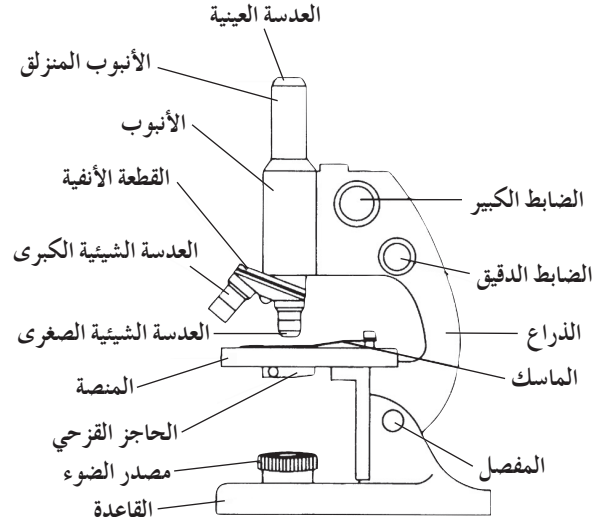 العدسة العينية
الأنبوب المنزلق
الأنبوب
القطعة الأنفية
العدسة الشيئية الكبرى
العدسة الشيئية الصغرى
المنصة
الحاجز القزحي
مصدر الضوء
القاعدة
الضابط الكبير
الضابط الدقيق
الذراع
الماسك
المفصل